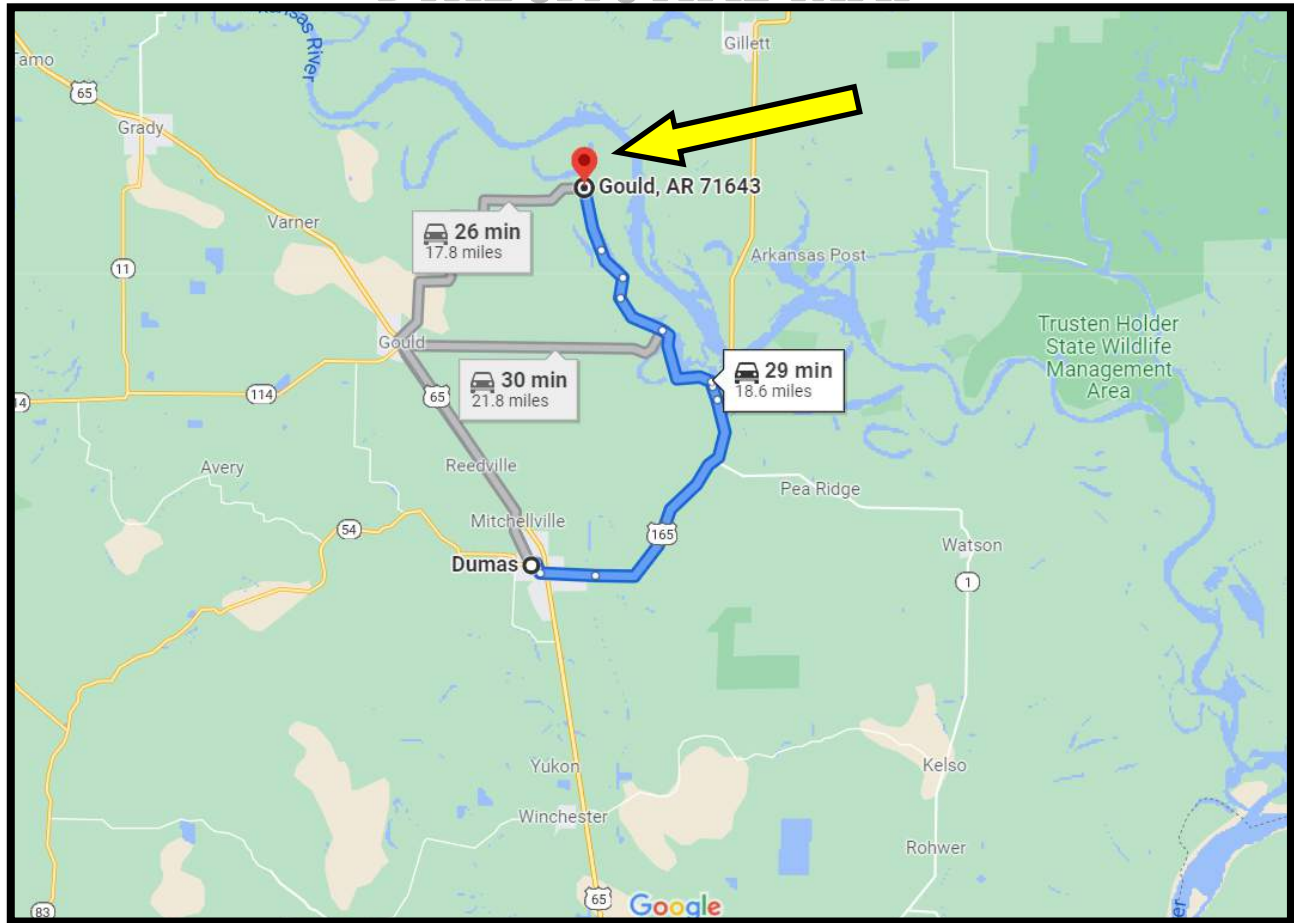 Gillett
Tamo
65
Grady
Gould, AR 71643
26 min
17.8 miles
Varner
Arkansas Post
11
Trusten Holder
State Wildlife
Management
Area
Gould
29 min
18.6 miles
30 min
21.8 miles
114
65
Avery
Reedville
Pea Ridge
Mitchellville
54
165
Watson
Dumas
1
Yukon
Kelso
Winchester
Rohwer
65
Google
83